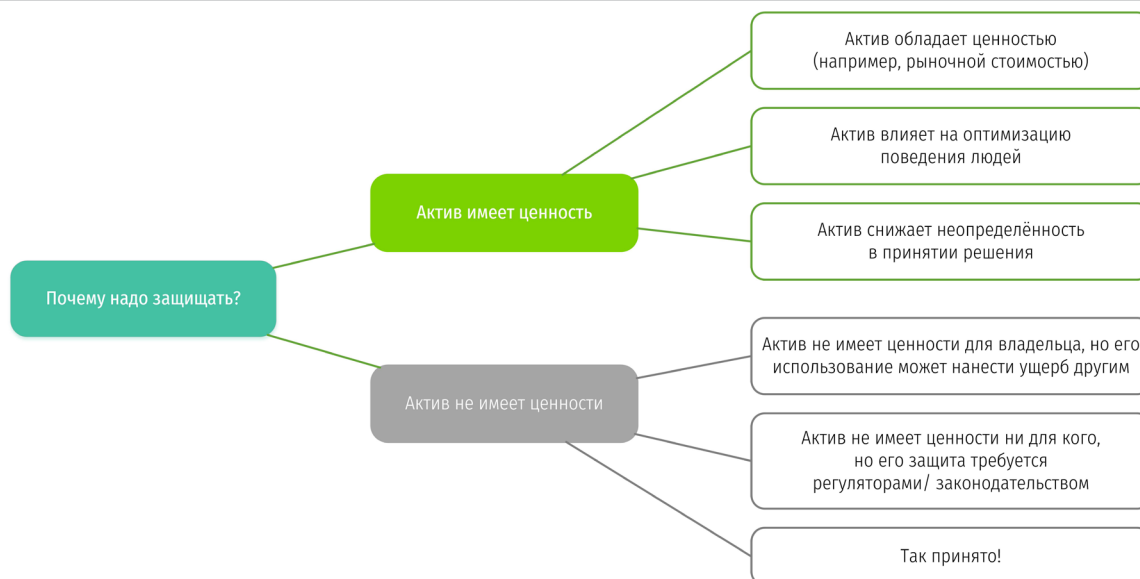 Почему надо защищать?
Актив имеет ценность
Актив обладает ценностью
(например, рыночной стоимостью)
Актив влияет на оптимизацию
поведения людей
Актив снижает неопределённость
в принятии решения
Актив не имеет ценности
Актив не имеет ценности для владельца, но его
использование может нанести ущерб другим
Актив не имеет ценности ни для кого,
но его защита требуется
регуляторами/ законодательством
Так принято!